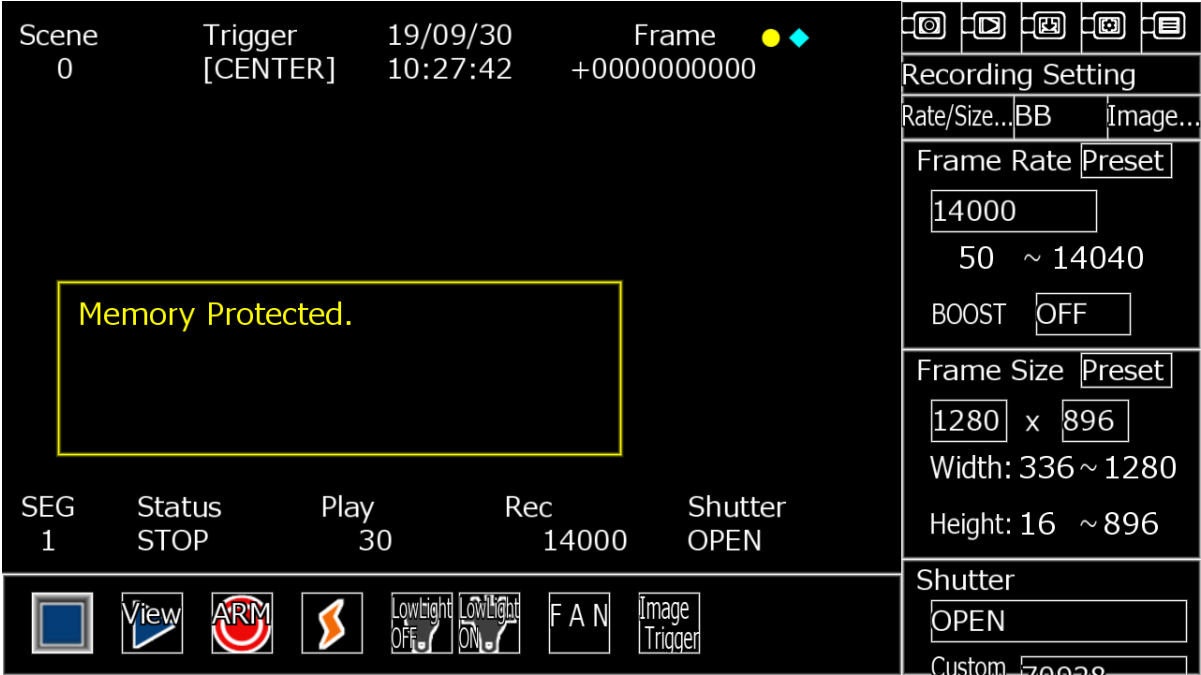 Scene Trigger 19/09/30 Frame
0 [CENTER] 10:27:42 +0000000000
Memory Protected.
SEG Status Play Rec Shutter
1 STOP 30 14000 OPEN
View ARM LowLight OFF LowLight ON FAN Image Trigger
Recording Setting
Rate/Size... BB Image...
Frame Rate Preset
14000
50 ~ 14040
BOOST OFF
Frame Size Preset
1280 x 896
Width: 336 ~ 1280
Height: 16 ~ 896
Shutter
OPEN
Custom